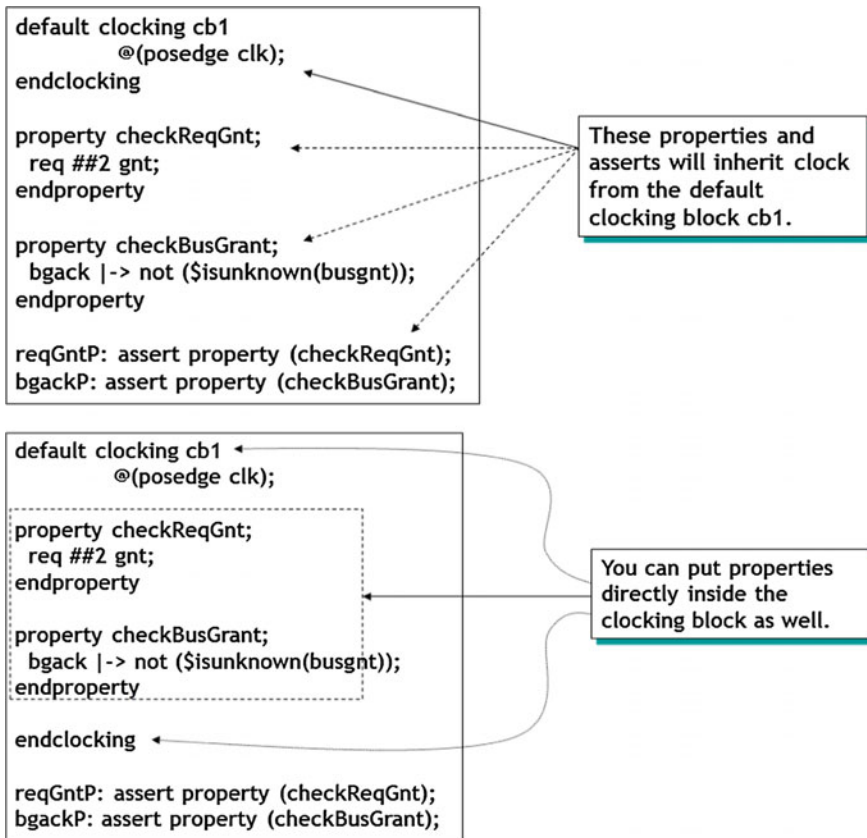 default clocking cb1
@(posedge clk);
endclocking
property checkReqGnt;
req ##2 gnt;
endproperty
property checkBusGrant;
bgack |-> not ($isunknown(busgnt));
endproperty
reqGntP: assert property (checkReqGnt);
bgackP: assert property (checkBusGrant);
These properties and
asserts will inherit clock
from the default
clocking block cb1.
default clocking cb1
@(posedge clk);
property checkReqGnt;
req ##2 gnt;
endproperty
property checkBusGrant;
bgack |-> not ($isunknown(busgnt));
endproperty
endclocking
reqGntP: assert property (checkReqGnt);
bgackP: assert property (checkBusGrant);
You can put properties
directly inside the
clocking block as well.